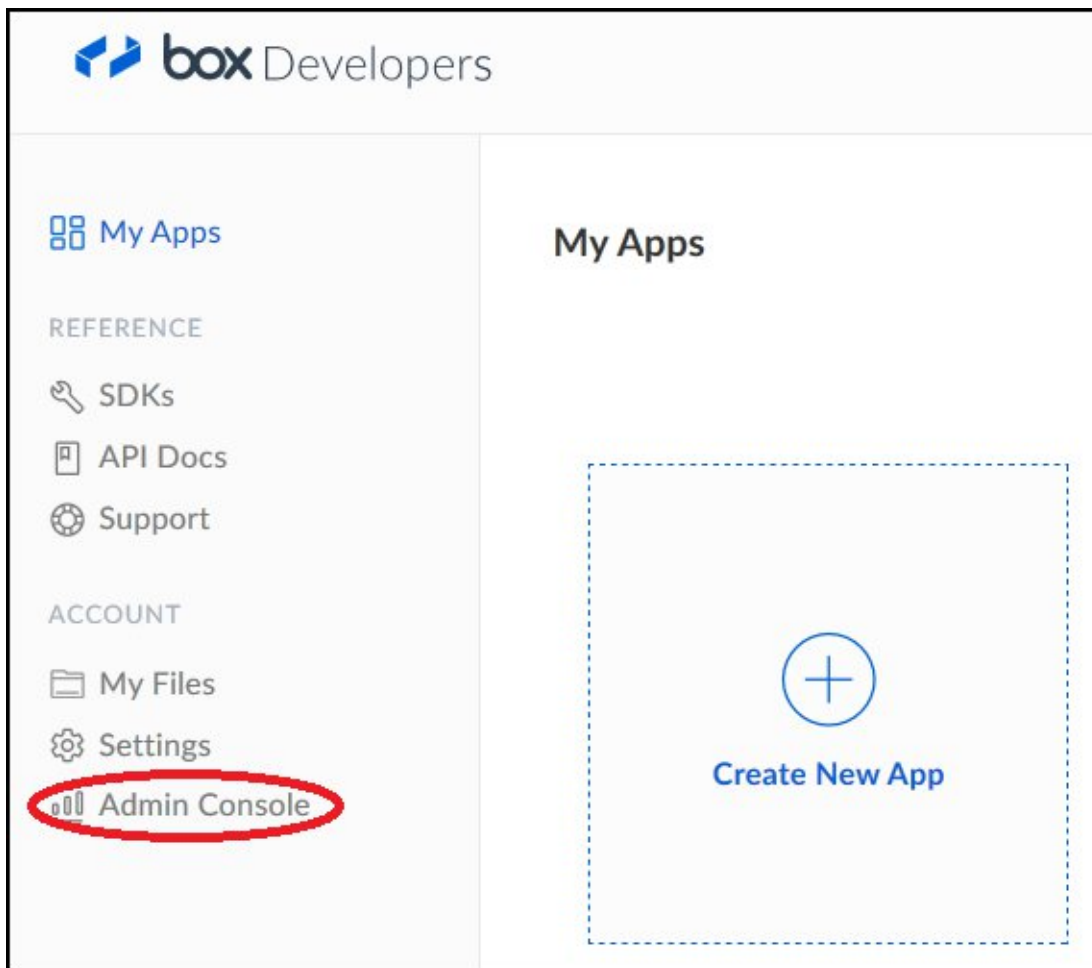 box Developers
My Apps
REFERENCE
SDKs
API Docs
Support
ACCOUNT
My Files
Settings
Admin Console
My Apps
Create New App